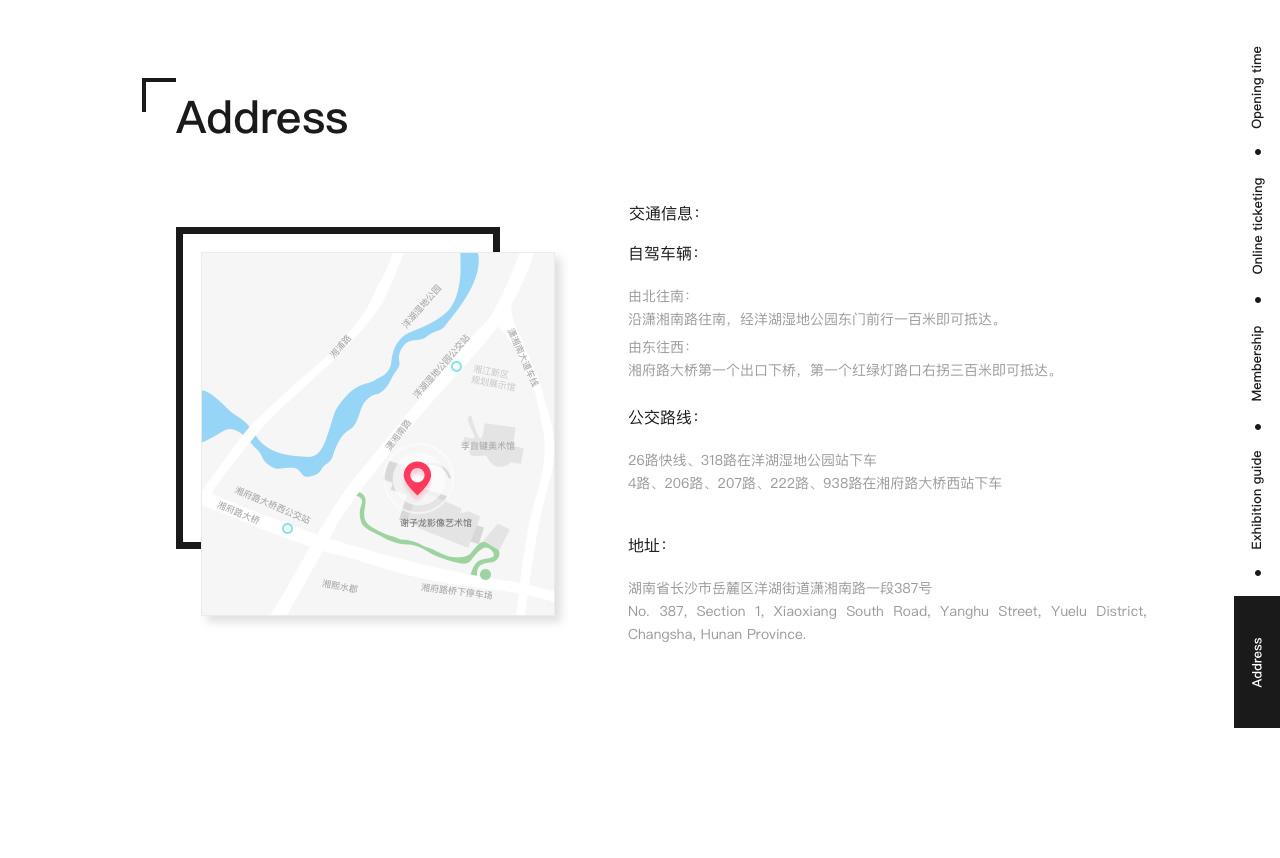 Address
交通信息：
自驾车辆：
由北往南：
沿潇湘南路往南，经洋湖湿地公园东门前行一百米即可抵达。
由东往西：
湘府路大桥第一个出口下桥，第一个红绿灯路口右拐三百米即可抵达。
公交路线：
26路快线、318路在洋湖湿地公园站下车
4路、206路、207路、222路、938路在湘府路大桥西站下车
地址：
湖南省长沙市岳麓区洋湖街道潇湘南路一段387号
No. 387, Section 1, Xiaoxiang South Road, Yanghu Street, Yuelu District,
Changsha, Hunan Province.
洋湖湿地公园
湘浦路
洋湖湿地公园公交站
潇湘南大道车线
湘江新区
规划展示馆
潇湘南路
李自健美术馆
谢子龙影像艺术馆
湘府路大桥西公交站
湘府路大桥
湘熙水郡
湘府路桥下停车场
Opening time
Online ticketing
Membership
Exhibition guide
Address